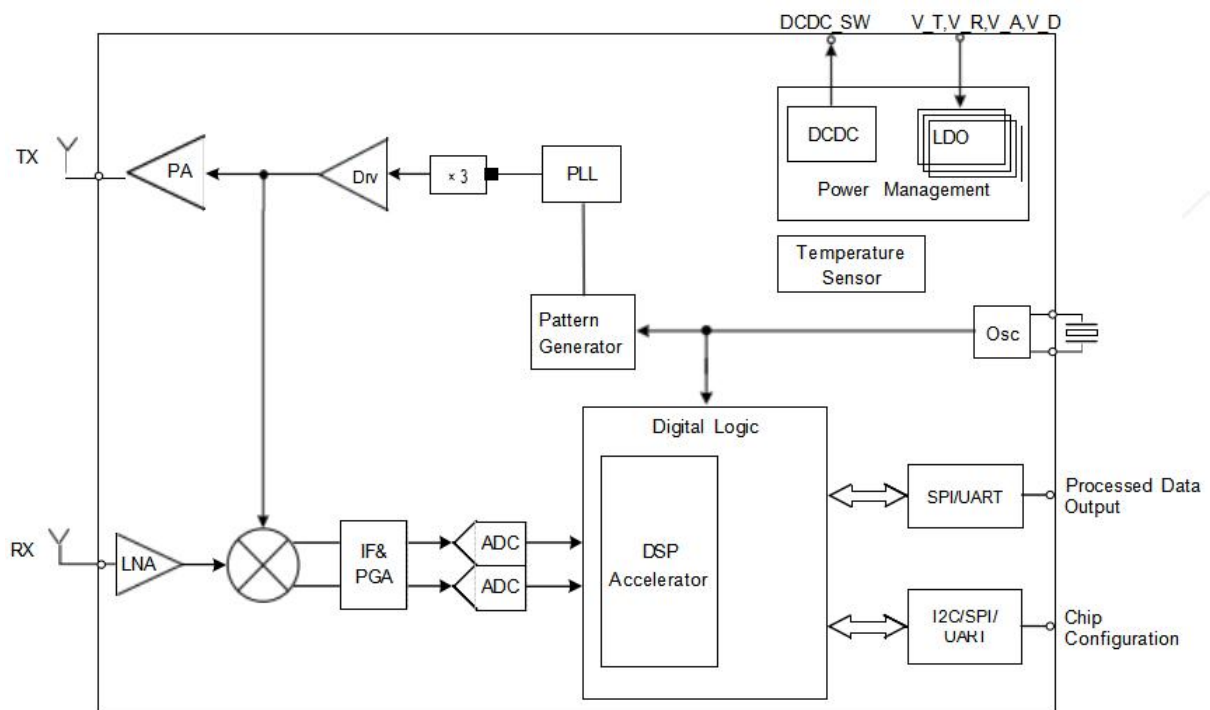 DCDC_SW
V_T,V_R,V_A,V_D
DCDC
LDO
Power Management
TX
PA
Drv
× 3
PLL
Temperature
Sensor
Pattern
Generator
Osc
Digital Logic
SPI/UART
Processed Data
Output
RX
LNA
IF&
PGA
ADC
ADC
DSP
Accelerator
I2C/SPI/
UART
Chip
Configuration